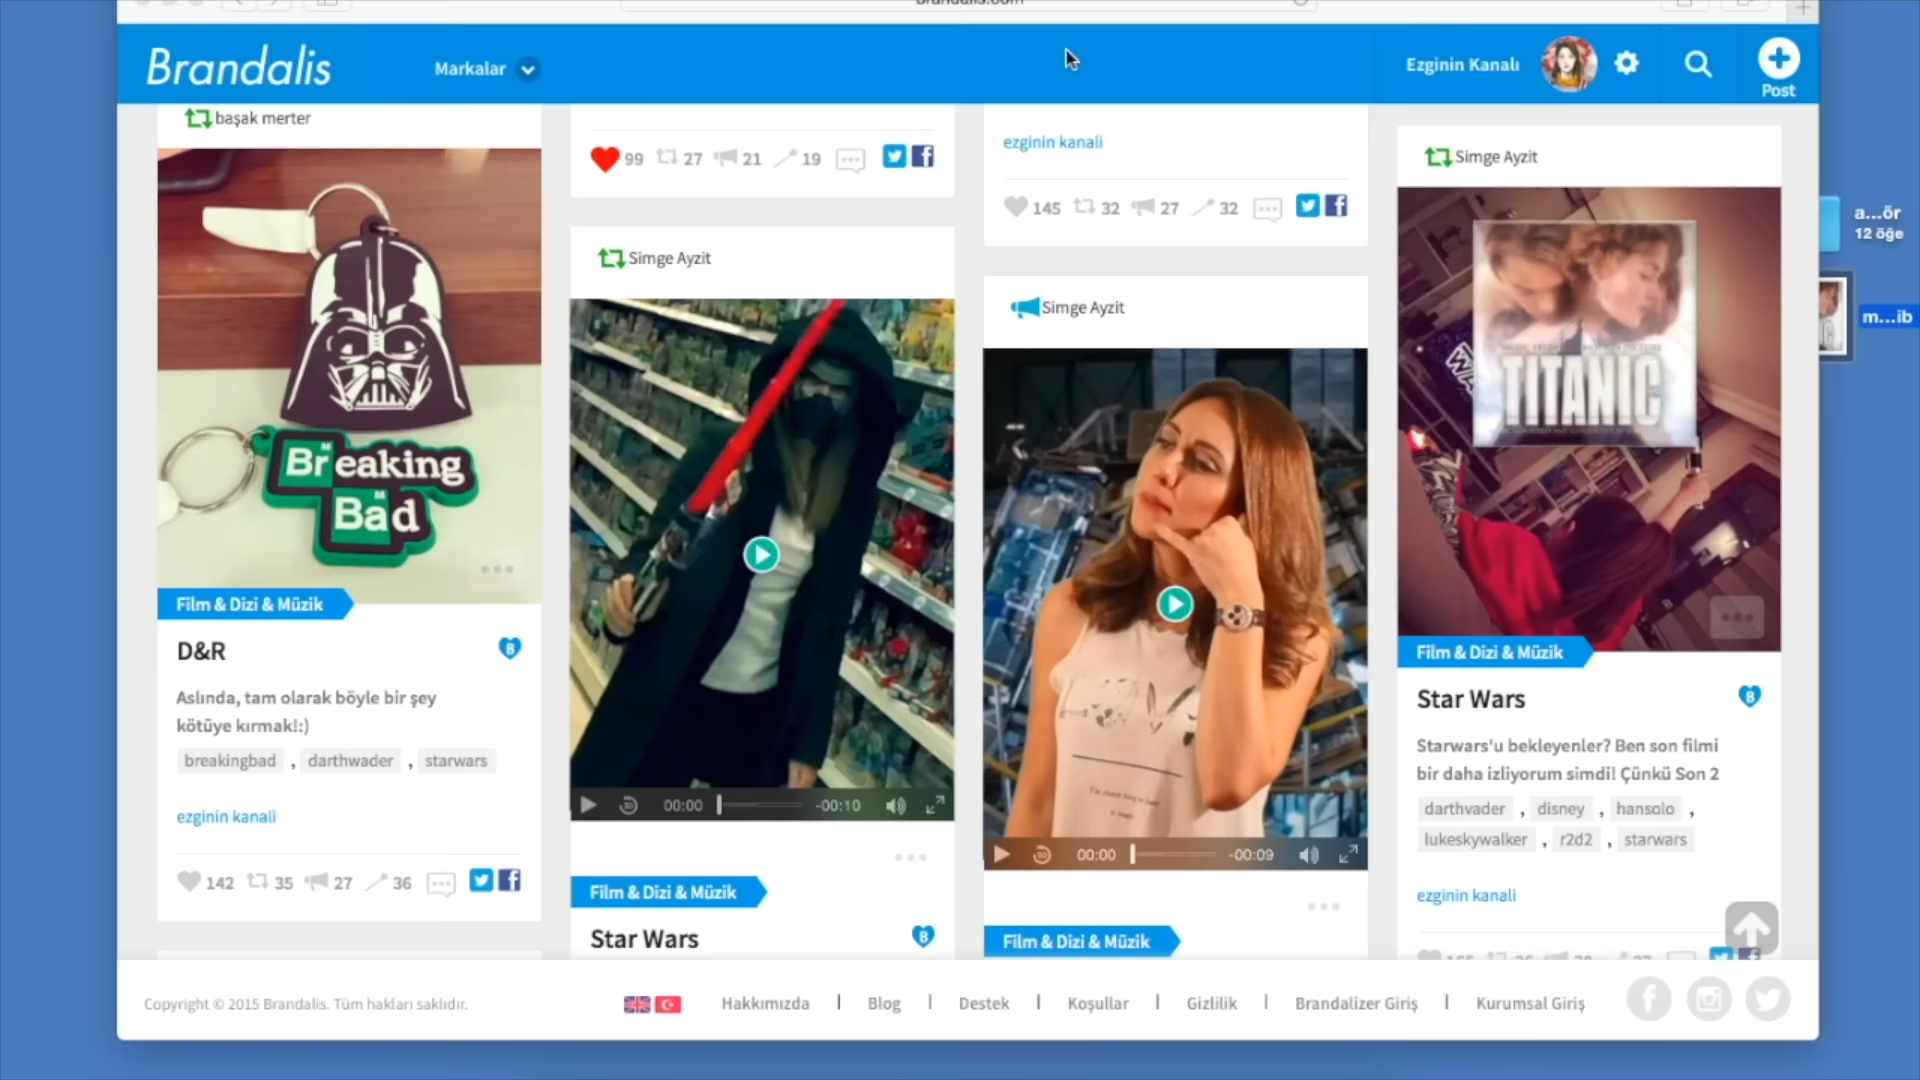 Brandalis
Markalar
Ezginin Kanalı
Post
başak merter
Breaking
Bad
Film & Dizi & Müzik
D&R
Aslında, tam olarak böyle bir şey
kötüye kırmak!:)
breakingbad , darthwader , starwars
ezginin kanali
142 35 27 36
99 27 21 19
Simge Ayzit
00:00 -00:10
Film & Dizi & Müzik
Star Wars
ezginin kanali
145 32 27 32
Simge Ayzit
00:00 -00:09
Film & Dizi & Müzik
Simge Ayzit
TITANIC
Film & Dizi & Müzik
Star Wars
Starwars'u bekleyenler? Ben son filmi
bir daha izliyorum simdi! Çünkü Son 2
darthvader , disney , hansolo ,
lukeskywalker , r2d2 , starwars
ezginin kanali
a...ör
12 öğe
m...ib
Copyright © 2015 Brandalis. Tüm hakları saklıdır.
Hakkımızda | Blog | Destek | Koşullar | Gizlilik | Brandalizer Giriş | Kurumsal Giriş